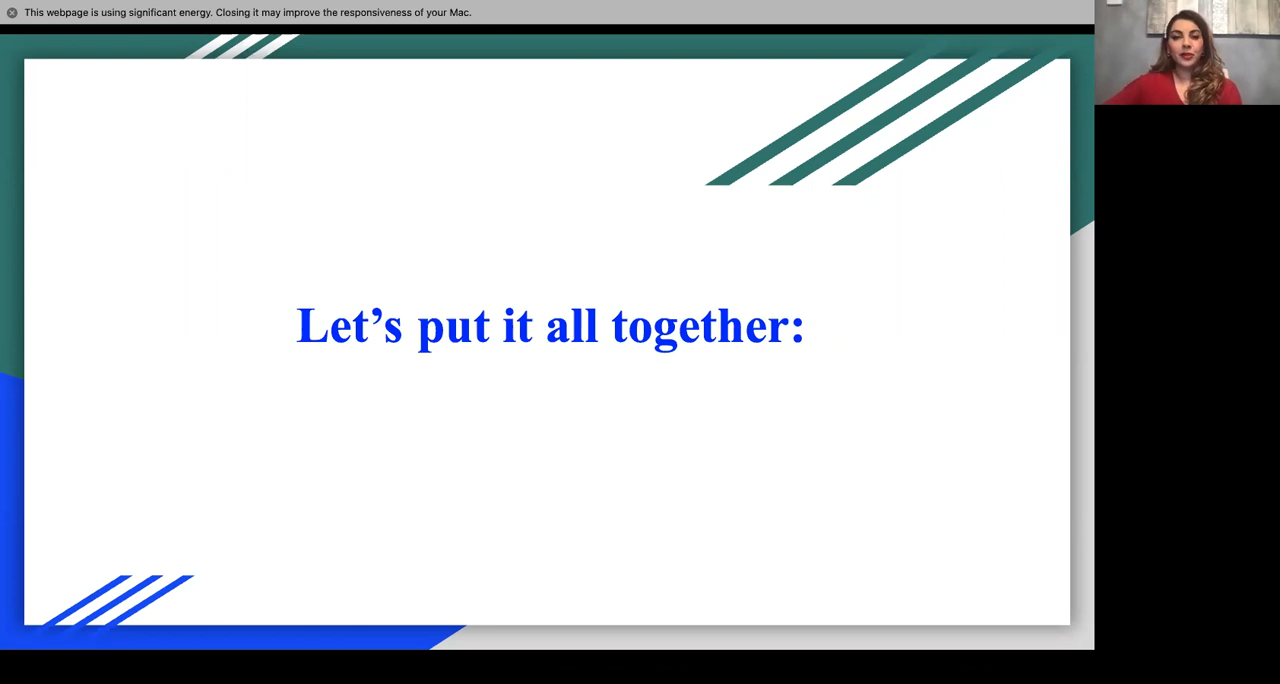 This webpage is using significant energy. Closing it may improve the responsiveness of your Mac.
Let’s put it all together: